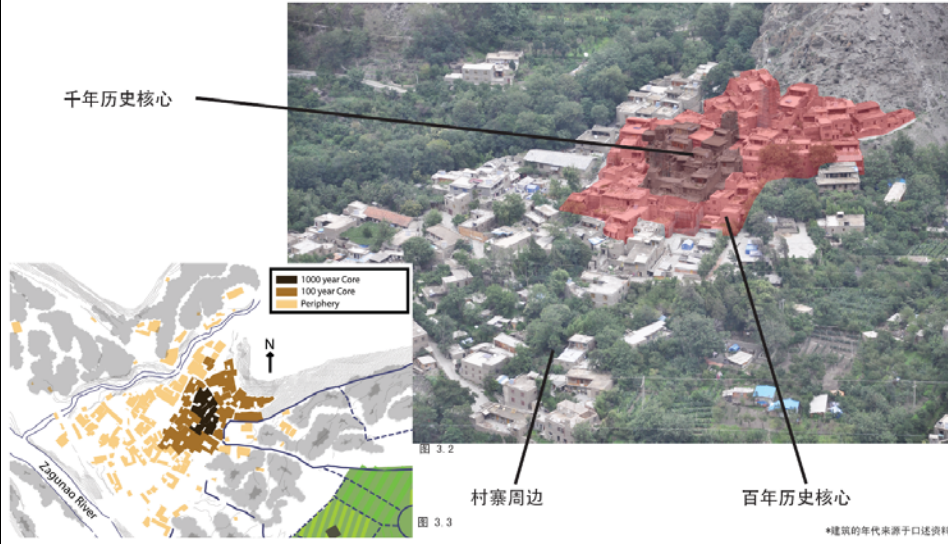 千年历史核心
1000 year Core
100 year Core
Periphery
N
Zagunao River
图 3.2
图 3.3
村寨周边
百年历史核心
*建筑的年代来源于口述资料